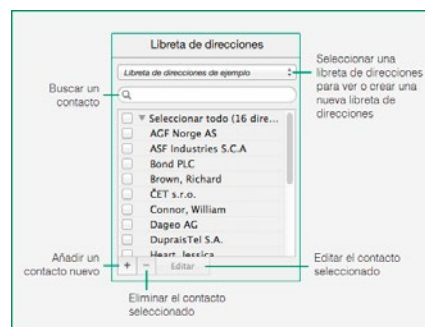 Libreta de direcciones
Libreta de direcciones de ejemplo
Seleccionar una
libreta de direcciones
para ver o crear una
nueva libreta de
direcciones
Buscar un
contacto
Seleccionar todo (16 dire...
AGF Norge AS
ASF Industries S.C.A
Bond PLC
Brown, Richard
ČET s.r.o.
Connor, William
Dageo AG
DupraisTel S.A.
Heart, Jessica
Añadir un
contacto nuevo
+
−
Editar
Editar el contacto
seleccionado
Eliminar el contacto
seleccionado